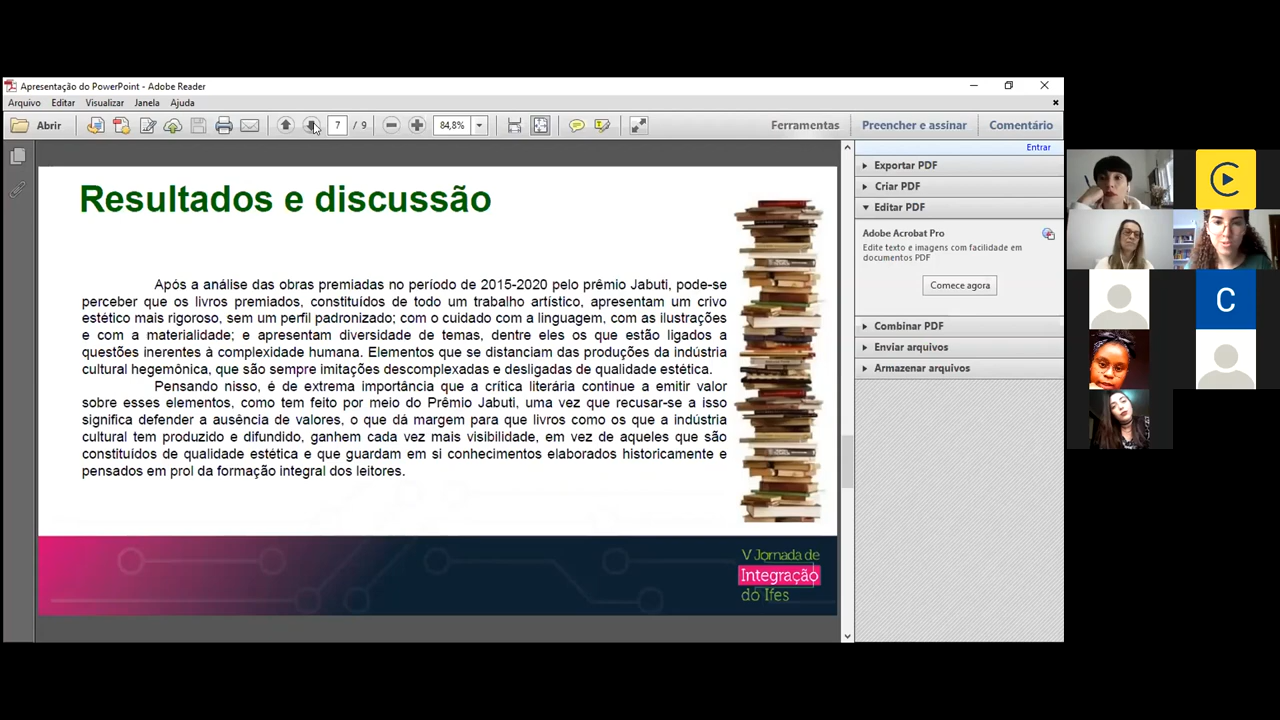 Apresentação do PowerPoint - Adobe Reader
Arquivo Editar Visualizar Janela Ajuda
Abrir
7 / 9
84,8%
Ferramentas
Preencher e assinar
Comentário
Resultados e discussão
Após a análise das obras premiadas no período de 2015-2020 pelo prêmio Jabuti, pode-se
perceber que os livros premiados, constituídos de todo um trabalho artístico, apresentam um crivo
estético mais rigoroso, sem um perfil padronizado; com o cuidado com a linguagem, com as ilustrações
e com a materialidade; e apresentam diversidade de temas, dentre eles os que estão ligados a
questões inerentes à complexidade humana. Elementos que se distanciam das produções da indústria
cultural hegemônica, que são sempre imitações descomplexadas e desligadas de qualidade estética.
Pensando nisso, é de extrema importância que a crítica literária continue a emitir valor
sobre esses elementos, como tem feito por meio do Prêmio Jabuti, uma vez que recusar-se a isso
significa defender a ausência de valores, o que dá margem para que livros como os que a indústria
cultural tem produzido e difundido, ganhem cada vez mais visibilidade, em vez de aqueles que são
constituídos de qualidade estética e que guardam em si conhecimentos elaborados historicamente e
pensados em prol da formação integral dos leitores.
V Jornada de
Integração
do Ifes
Entrar
Exportar PDF
Criar PDF
Editar PDF
Adobe Acrobat Pro
Edite texto e imagens com facilidade em
documentos PDF
Comece agora
Combinar PDF
Enviar arquivos
Armazenar arquivos
C